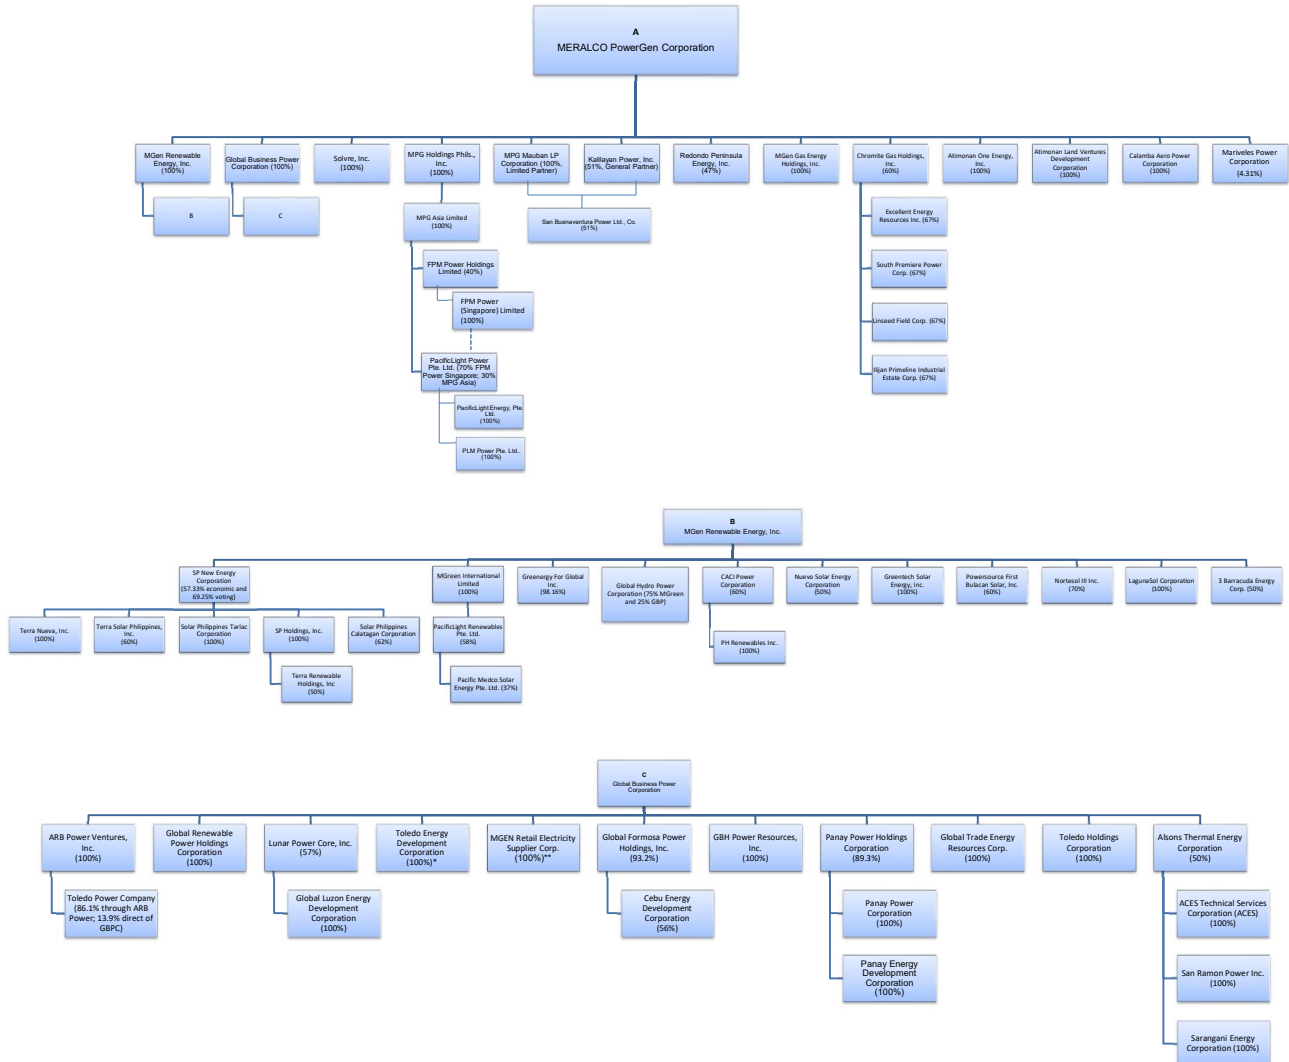 A
MERALCO PowerGen Corporation
MGen Renewable
Energy, Inc.
(100%)
Global Business Power
Corporation (100%)
Solvre, Inc.
(100%)
MPG Holdings Phils., Inc.
(100%)
MPG Mauban LP
Corporation (100%,
Limited Partner)
Kalilayan Power, Inc.
(51%, General Partner)
Redondo Peninsula
Energy, Inc.
(47%)
MGen Gas Energy
Holdings, Inc.
(100%)
Chromite Gas Holdings,
Inc.
(60%)
Atimonan One Energy,
Inc.
(100%)
Atimonan Land Ventures
Development
Corporation
(100%)
Calamba Aero Power
Corporation
(100%)
Mariveles Power
Corporation
(4.31%)
B
C
MPG Asia Limited
(100%)
San Buenaventura Power Ltd., Co.
(51%)
Excellent Energy
Resources Inc. (67%)
FPM Power Holdings
Limited (40%)
South Premiere Power
Corp. (67%)
FPM Power
(Singapore) Limited
(100%)
Linseed Field Corp. (67%)
PacificLight Power
Pte. Ltd. (70% FPM
Power Singapore; 30%
MPG Asia)
Ilijan Primeline Industrial
Estate Corp. (67%)
PacificLight Energy, Pte.
Ltd.
(100%)
PLM Power Pte. Ltd..
(100%)
B
MGen Renewable Energy, Inc.
SP New Energy
Corporation
(57.33% economic and
69.25% voting)
MGreen International
Limited
(100%)
Greenergy For Global
Inc.
(98.16%)
Global Hydro Power
Corporation (75% MGreen
and 25% GBP)
CACI Power
Corporation
(60%)
Nuevo Solar Energy
Corporation
(50%)
Greentech Solar
Energy, Inc.
(100%)
Powersource First
Bulacan Solar, Inc.
(60%)
Nortesol III Inc.
(70%)
LagunaSol Corporation
(100%)
3 Barracuda Energy
Corp. (50%)
Terra Nueva, Inc.
(100%)
Terra Solar Philippines,
Inc.
(60%)
Solar Philippines Tarlac
Corporation
(100%)
SP Holdings, Inc.
(100%)
Solar Philippines
Calatagan Corporation
(62%)
PacificLight Renewables
Pte. Ltd.
(58%)
PH Renewables Inc.
(100%)
Terra Renewable
Holdings, Inc
(50%)
Pacific Medco Solar
Energy Pte. Ltd. (37%)
C
Global Business Power
Corporation
ARB Power Ventures,
Inc.
(100%)
Global Renewable
Power Holdings
Corporation
(100%)
Lunar Power Core, Inc.
(57%)
Toledo Energy
Development
Corporation
(100%)*
MGEN Retail Electricity
Supplier Corp.
(100%)**
Global Formosa Power
Holdings, Inc.
(93.2%)
GBH Power Resources,
Inc.
(100%)
Panay Power Holdings
Corporation
(89.3%)
Global Trade Energy
Resources Corp.
(100%)
Toledo Holdings
Corporation
(100%)
Alsons Thermal Energy
Corporation
(50%)
Toledo Power Company
(86.1% through ARB
Power; 13.9% direct of
GBPC)
Global Luzon Energy
Development
Corporation
(100%)
Cebu Energy
Development
Corporation
(56%)
Panay Power
Corporation
(100%)
ACES Technical Services
Corporation (ACES)
(100%)
Panay Energy
Development
Corporation
(100%)
San Ramon Power Inc.
(100%)
Sarangani Energy
Corporation (100%)